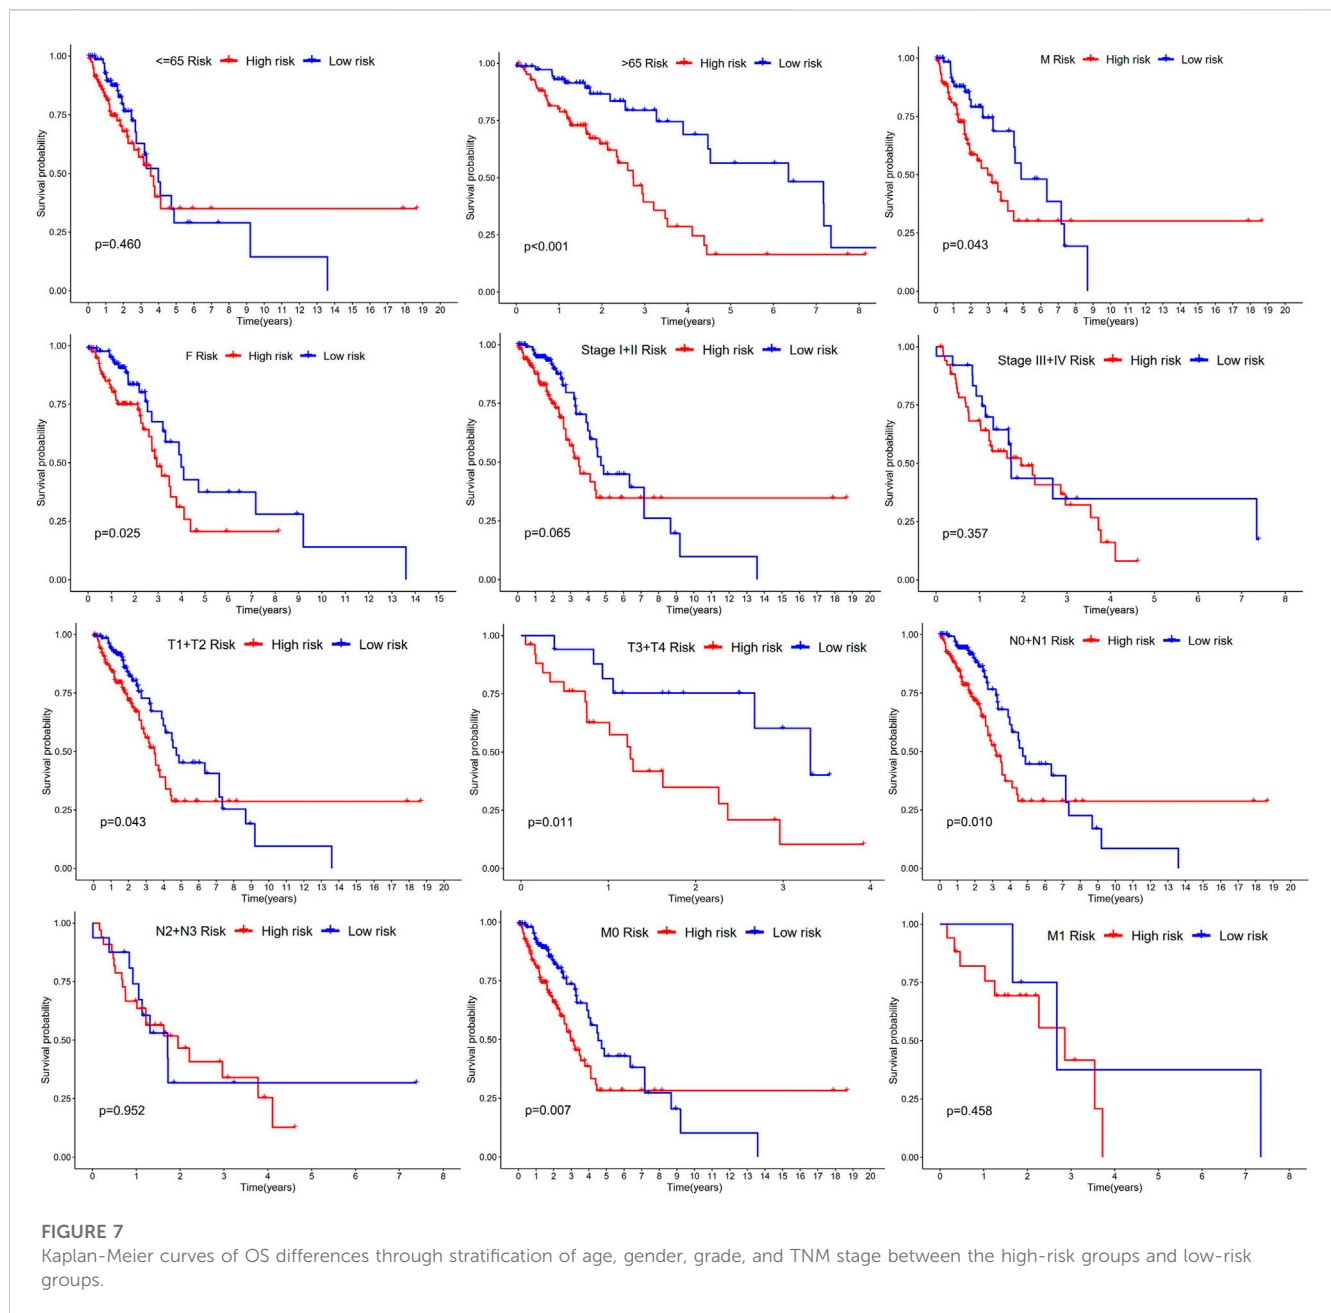 <=65 Risk High risk Low risk
Survival probability
1.00
0.75
0.50
0.25
0.00
p=0.460
0 1 2 3 4 5 6 7 8 9 10 11 12 13 14 15 16 17 18 19 20
Time(years)
>65 Risk High risk Low risk
Survival probability
1.00
0.75
0.50
0.25
0.00
p<0.001
0 1 2 3 4 5 6 7 8
Time(years)
M Risk High risk Low risk
Survival probability
1.00
0.75
0.50
0.25
0.00
p=0.043
0 1 2 3 4 5 6 7 8 9 10 11 12 13 14 15 16 17 18 19 20
Time(years)
F Risk High risk Low risk
Survival probability
1.00
0.75
0.50
0.25
0.00
p=0.025
0 1 2 3 4 5 6 7 8 9 10 11 12 13 14 15
Time(years)
Stage I+II Risk High risk Low risk
Survival probability
1.00
0.75
0.50
0.25
0.00
p=0.065
0 1 2 3 4 5 6 7 8 9 10 11 12 13 14 15 16 17 18 19 20
Time(years)
Stage III+IV Risk High risk Low risk
Survival probability
1.00
0.75
0.50
0.25
0.00
p=0.357
0 1 2 3 4 5 6 7 8
Time(years)
T1+T2 Risk High risk Low risk
Survival probability
1.00
0.75
0.50
0.25
0.00
p=0.043
0 1 2 3 4 5 6 7 8 9 10 11 12 13 14 15 16 17 18 19 20
Time(years)
T3+T4 Risk High risk Low risk
Survival probability
1.00
0.75
0.50
0.25
0.00
p=0.011
0 1 2 3 4
Time(years)
N0+N1 Risk High risk Low risk
Survival probability
1.00
0.75
0.50
0.25
0.00
p=0.010
0 1 2 3 4 5 6 7 8 9 10 11 12 13 14 15 16 17 18 19 20
Time(years)
N2+N3 Risk High risk Low risk
Survival probability
1.00
0.75
0.50
0.25
0.00
p=0.952
0 1 2 3 4 5 6 7 8
Time(years)
M0 Risk High risk Low risk
Survival probability
1.00
0.75
0.50
0.25
0.00
p=0.007
0 1 2 3 4 5 6 7 8 9 10 11 12 13 14 15 16 17 18 19 20
Time(years)
M1 Risk High risk Low risk
Survival probability
1.00
0.75
0.50
0.25
0.00
p=0.458
0 1 2 3 4 5 6 7 8
Time(years)
FIGURE 7
Kaplan-Meier curves of OS differences through stratification of age, gender, grade, and TNM stage between the high-risk groups and low-risk
groups.